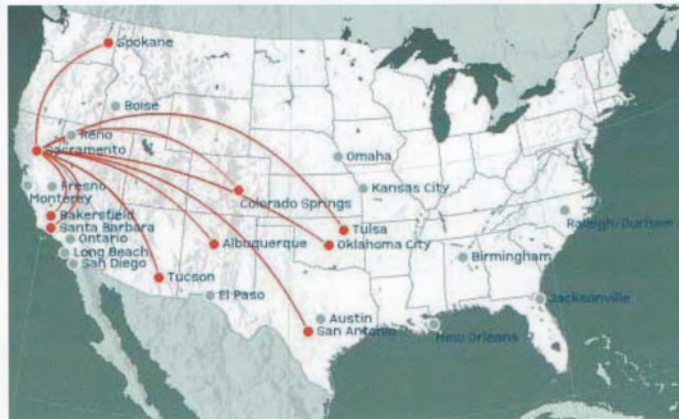 Spokane
Boise
Reno
Sacramento
Omaha
Fresno
Kansas City
Monterey
Colorado Springs
Bakersfield
Raleigh/Durham
Santa Barbara
Tulsa
Ontario
Albuquerque
Oklahoma City
Long Beach
Birmingham
San Diego
Tucson
El Paso
Jacksonville
Austin
San Antonio
New Orleans